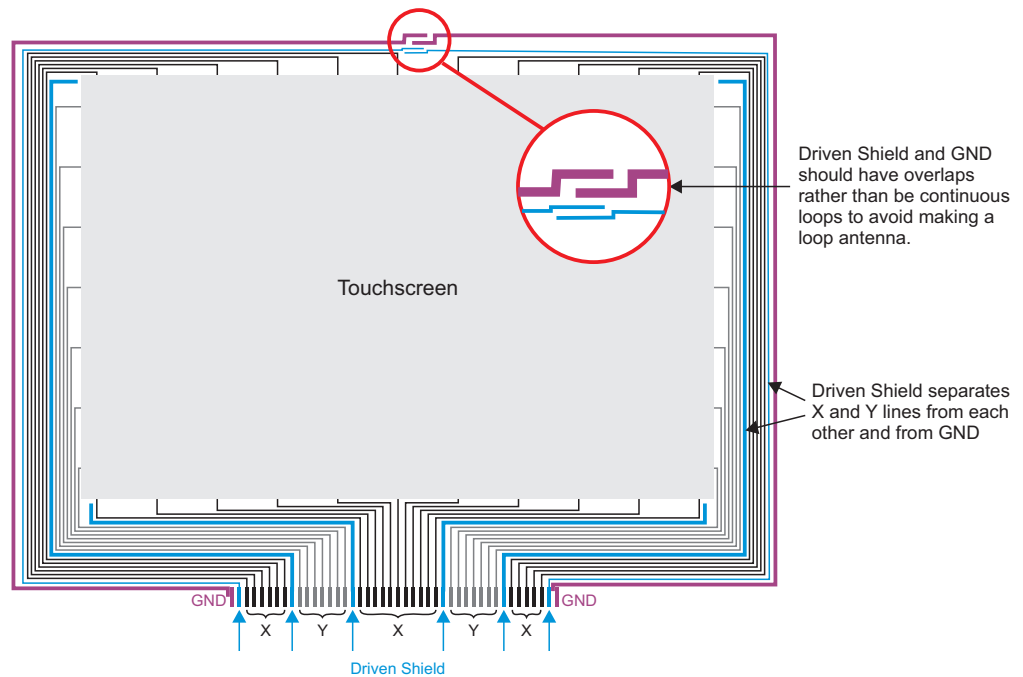 Driven Shield and GND
should have overlaps
rather than be continuous
loops to avoid making a
loop antenna.
Touchscreen
Driven Shield separates
X and Y lines from each
other and from GND
GND
GND
X
Y
X
Y
X
Driven Shield